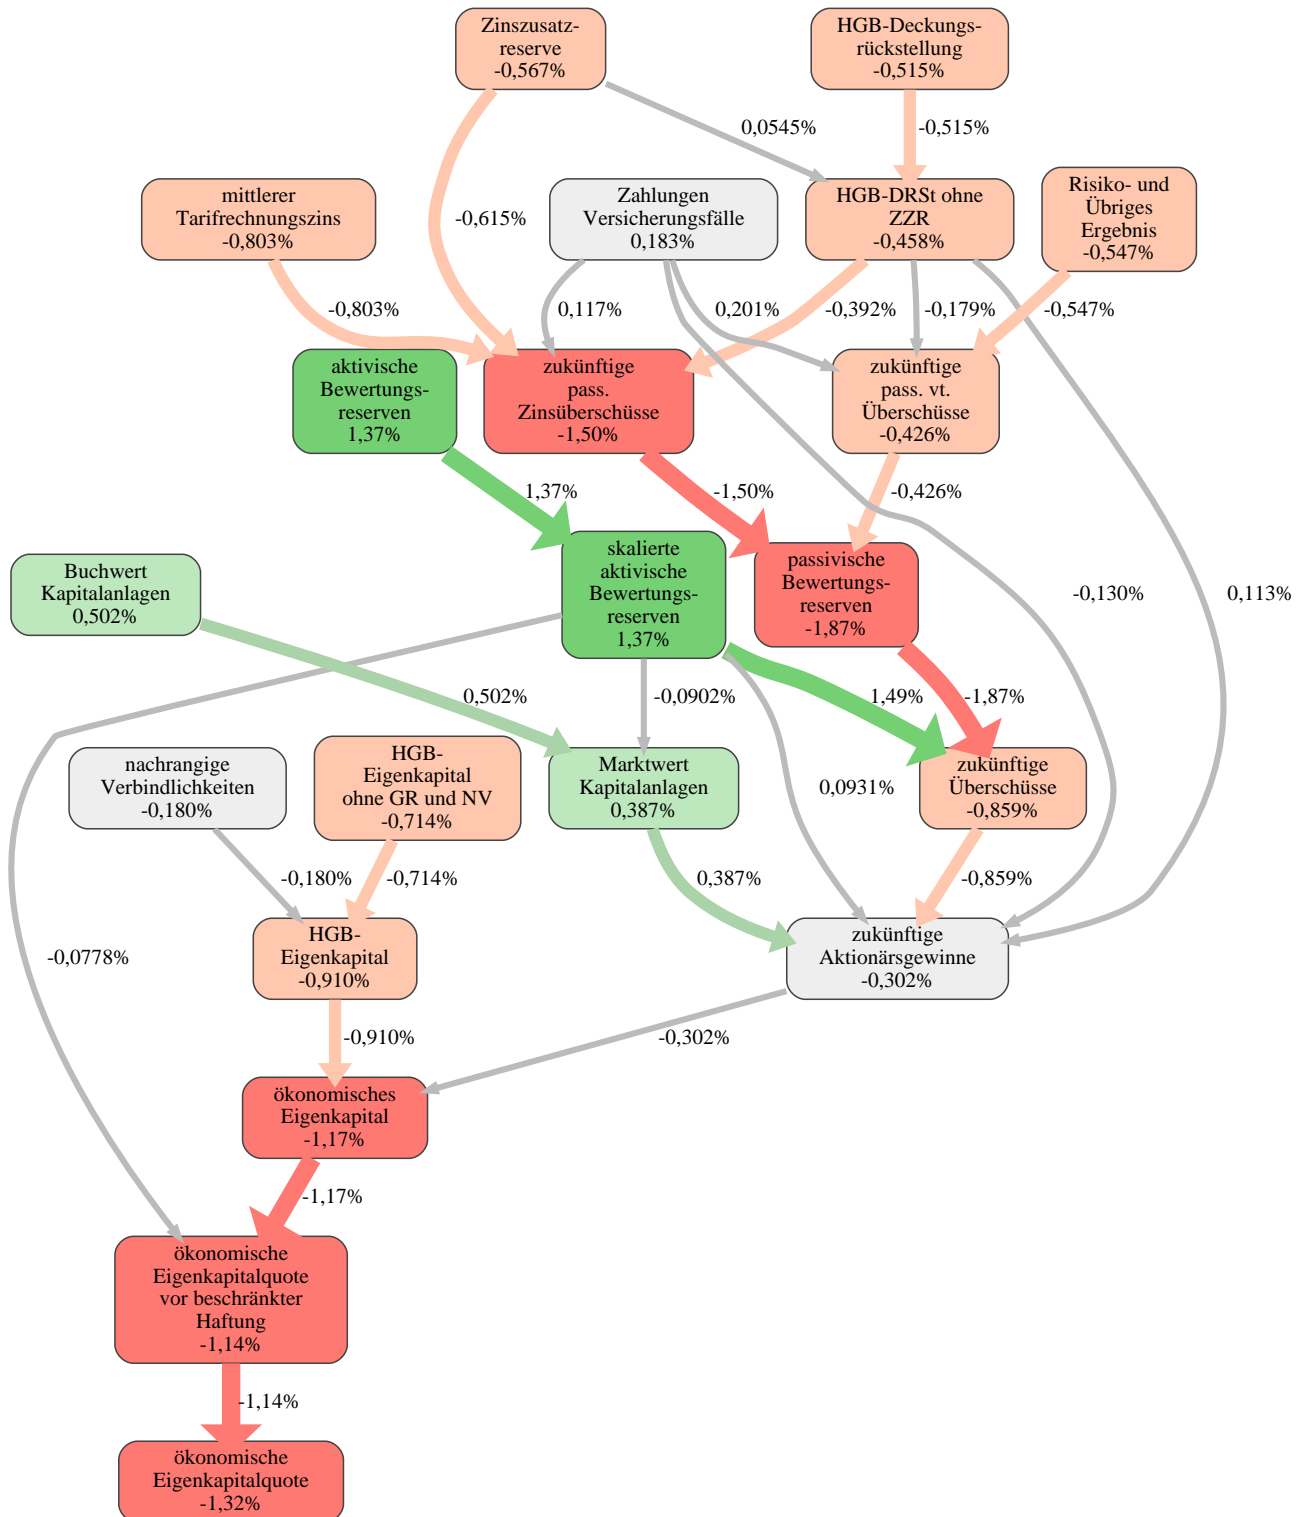 Zinszusatz-
reserve
-0,567%
HGB-Deckungs-
rückstellung
-0,515%
0,0545%
-0,515%
mittlerer
Tarifrechnungszins
-0,803%
-0,615%
Zahlungen
Versicherungsfälle
0,183%
HGB-DRSt ohne
ZZR
-0,458%
Risiko- und
Übriges
Ergebnis
-0,547%
-0,803%
0,117%
0,201%
-0,392%
-0,179%
-0,547%
aktivische
Bewertungs-
reserven
1,37%
zukünftige
pass.
Zinsüberschüsse
-1,50%
zukünftige
pass. vt.
Überschüsse
-0,426%
1,37%
-1,50%
-0,426%
Buchwert
Kapitalanlagen
0,502%
skalierte
aktivische
Bewertungs-
reserven
1,37%
passivische
Bewertungs-
reserven
-1,87%
-0,130%
0,113%
0,502%
-0,0902%
1,49%
-1,87%
nachrangige
Verbindlichkeiten
-0,180%
HGB-
Eigenkapital
ohne GR und NV
-0,714%
Marktwert
Kapitalanlagen
0,387%
0,0931%
zukünftige
Überschüsse
-0,859%
-0,180%
-0,714%
0,387%
-0,859%
-0,0778%
HGB-
Eigenkapital
-0,910%
zukünftige
Aktionärsgewinne
-0,302%
-0,910%
-0,302%
ökonomisches
Eigenkapital
-1,17%
-1,17%
ökonomische
Eigenkapitalquote
vor beschränkter
Haftung
-1,14%
-1,14%
ökonomische
Eigenkapitalquote
-1,32%